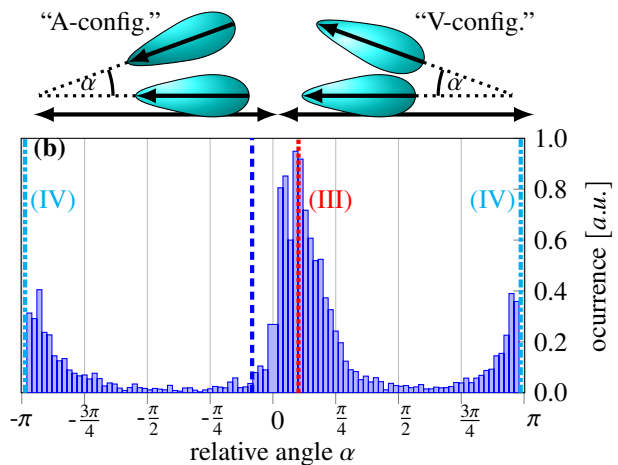 “A-config.” “V-config.”
α α
(b)
(IV) (III) (IV)
1.0
0.8
0.6
0.4
0.2
0.0
ocurrence [a.u.]
-π -3π/4 -π/2 -π/4 0 π/4 π/2 3π/4 π
relative angle α